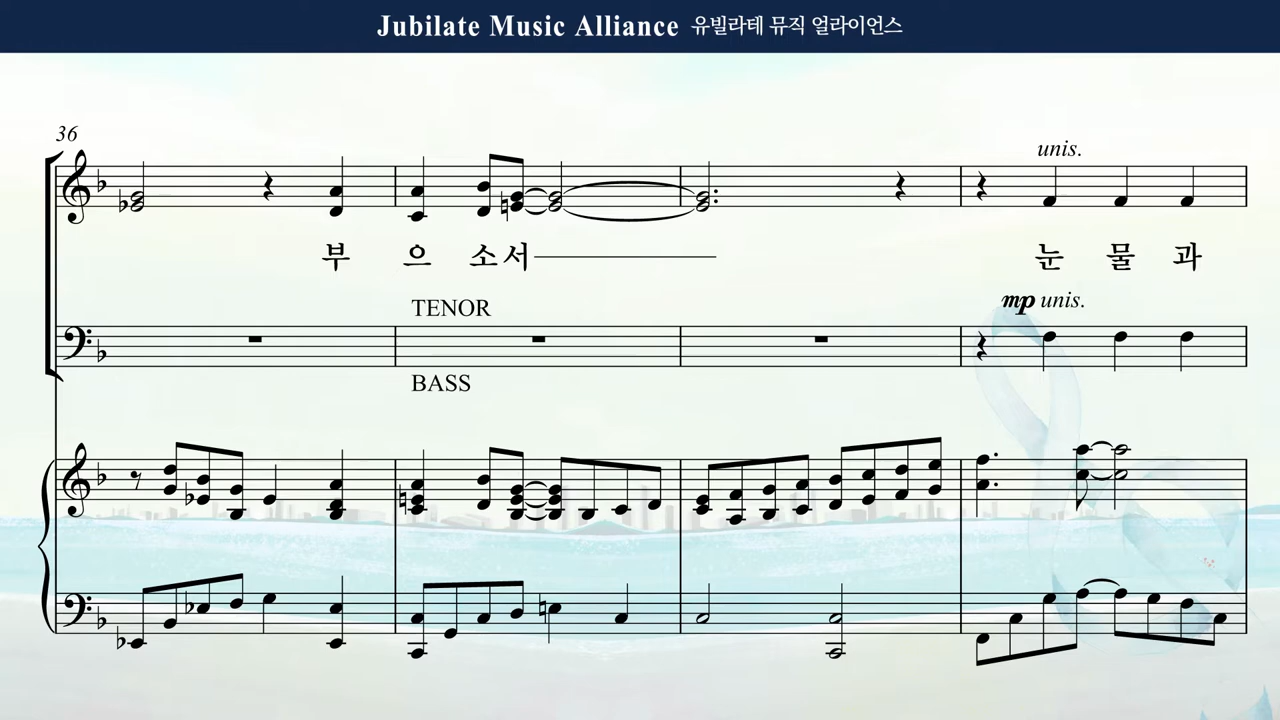 Jubilate Music Alliance 유빌라테 뮤직 얼라이언스
36
unis.
부 으 소 서 눈 물 과
TENOR
mp unis.
BASS